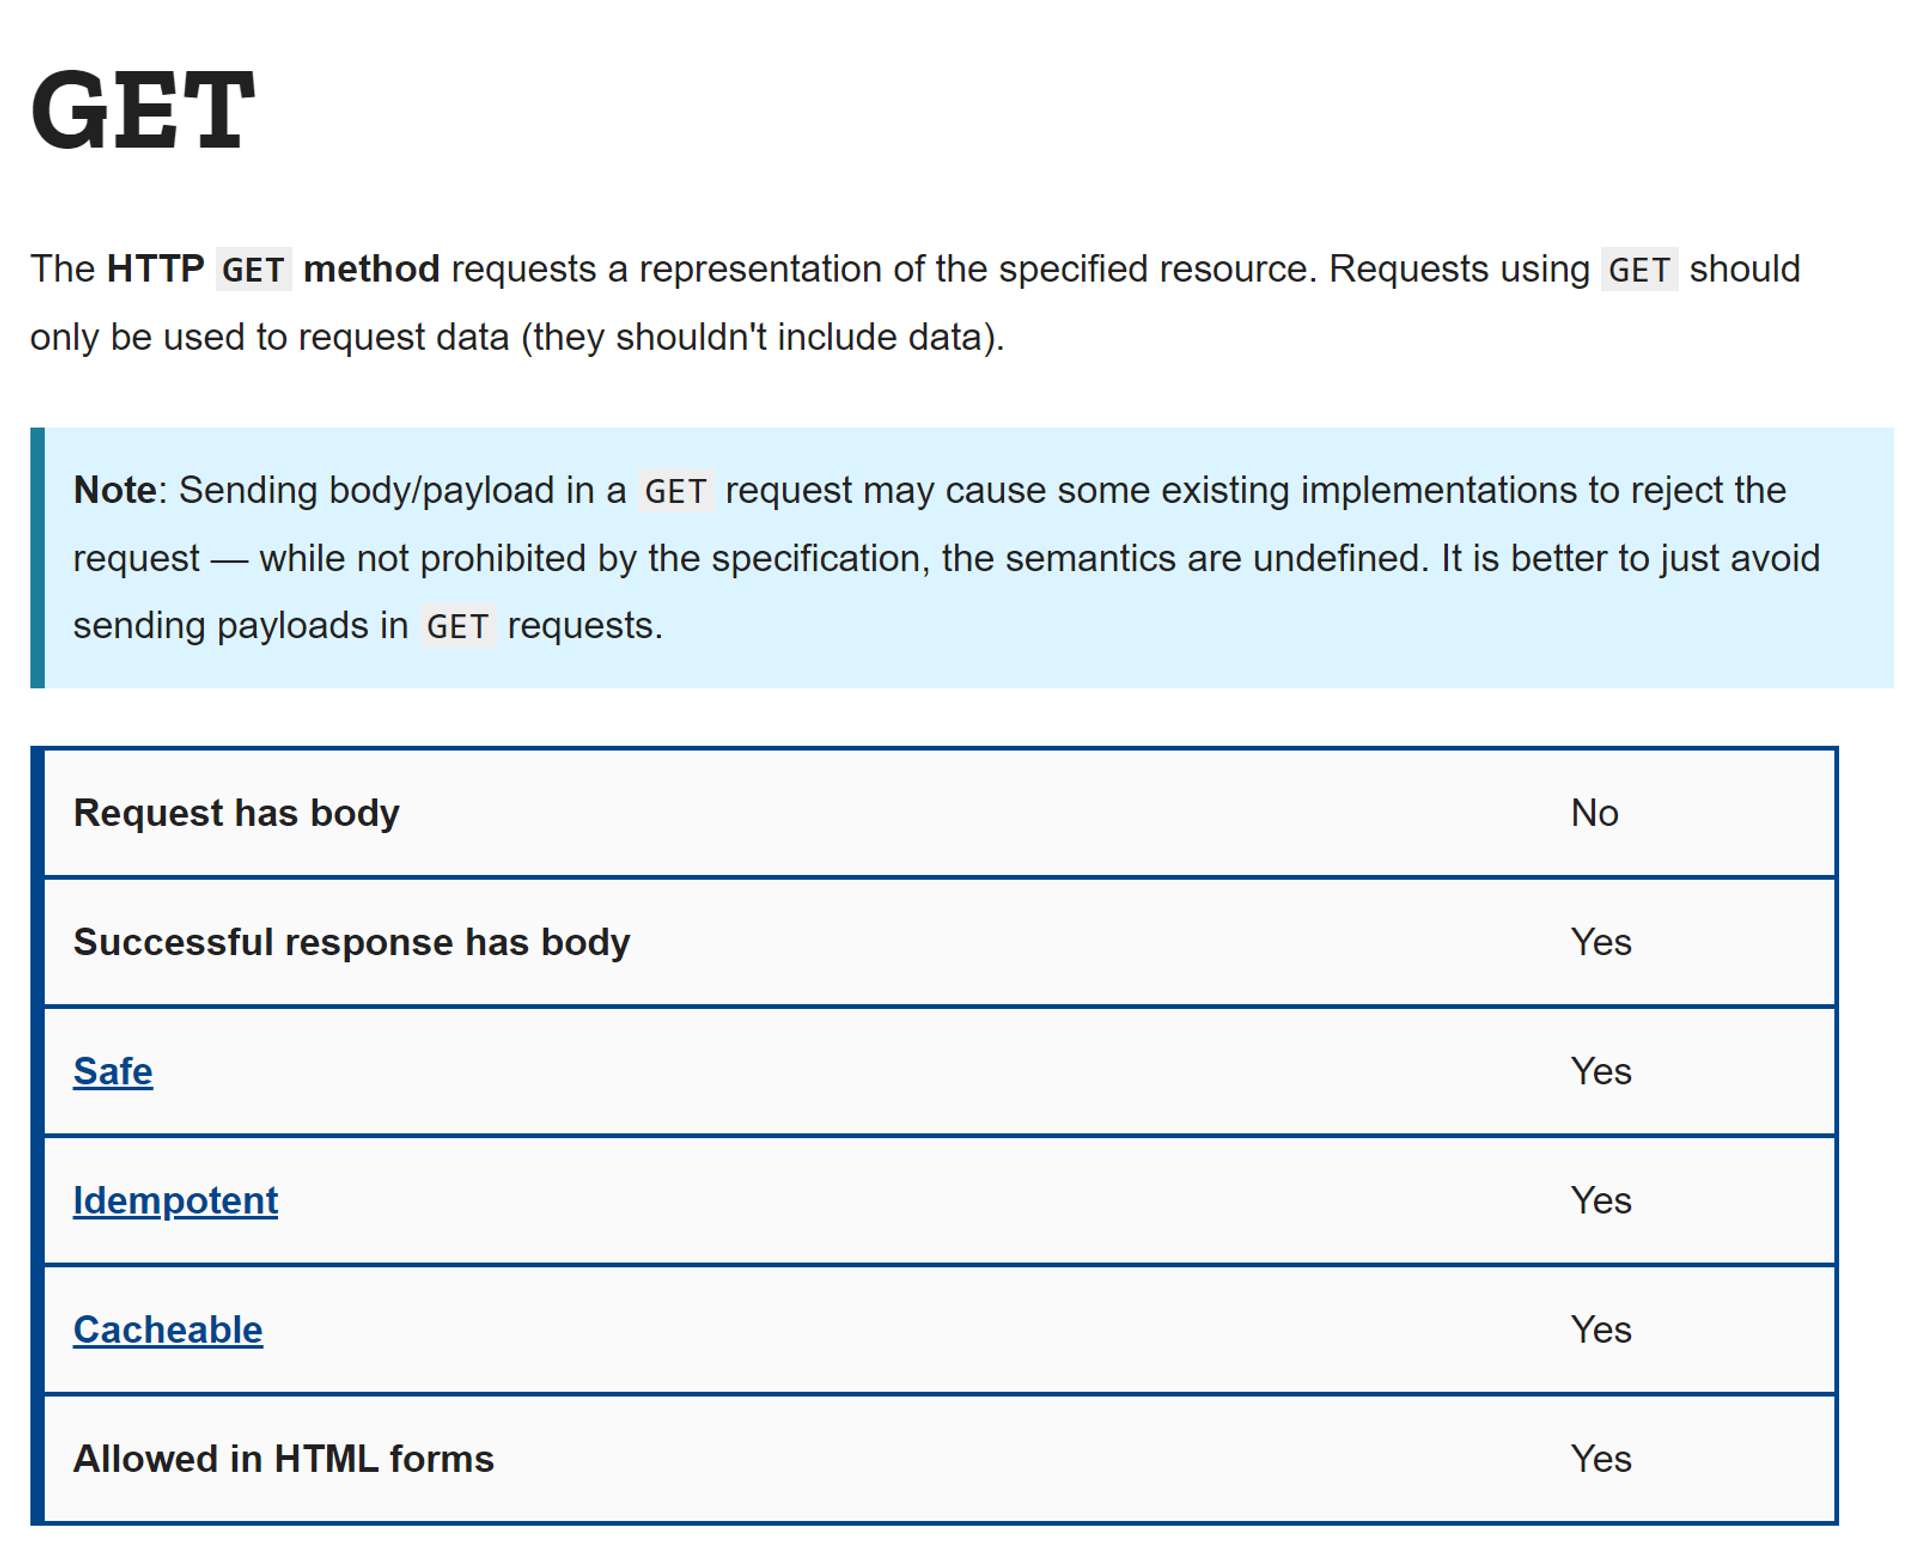 GET
The HTTP GET method requests a representation of the specified resource. Requests using GET should
only be used to request data (they shouldn't include data).
Note: Sending body/payload in a GET request may cause some existing implementations to reject the
request — while not prohibited by the specification, the semantics are undefined. It is better to just avoid
sending payloads in GET requests.
Request has body No
Successful response has body Yes
Safe Yes
Idempotent Yes
Cacheable Yes
Allowed in HTML forms Yes